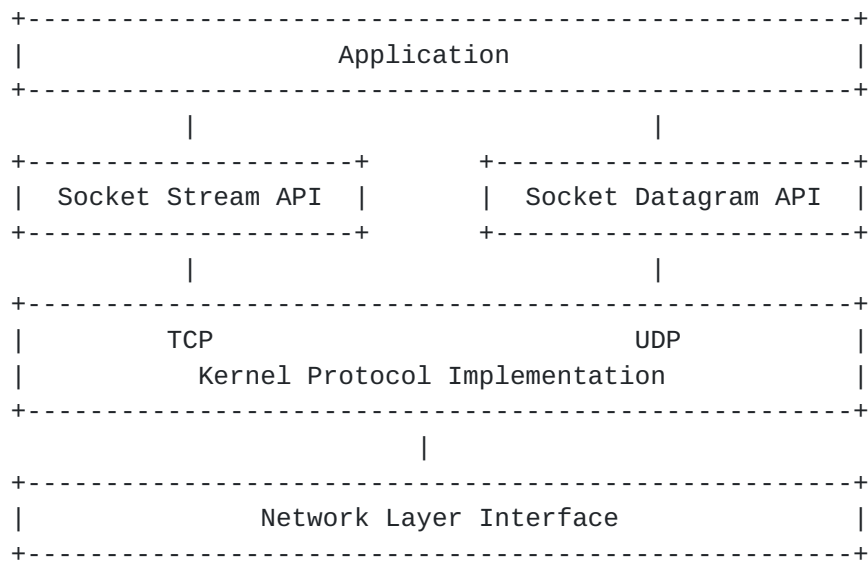 Application
Socket Stream API Socket Datagram API
TCP UDP
Kernel Protocol Implementation
Network Layer Interface